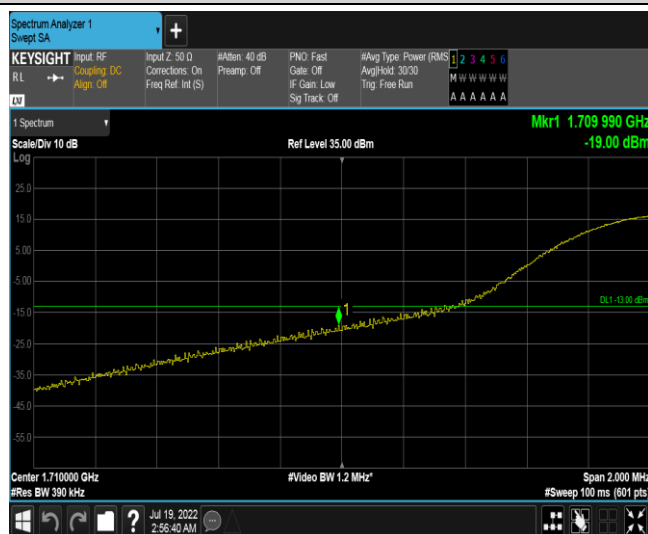 Spectrum Analyzer 1
Swept SA
+
KEYSIGHT
RL
LXI
Input: RF
Coupling: DC
Align: Off
Input Z: 50 Ω
Corrections: On
Freq Ref: Int (S)
#Atten: 40 dB
Preamp: Off
PNO: Fast
Gate: Off
IF Gain: Low
Sig Track: Off
#Avg Type: Power (RMS
Avg|Hold: 30/30
Trig: Free Run
1 2 3 4 5 6
M W W W W W
A A A A A A
1 Spectrum
Scale/Div 10 dB
Ref Level 35.00 dBm
Mkr1 1.709 990 GHz
-19.00 dBm
Log
25.0
15.0
5.00
-5.00
DL1 -13.00 dBm
1
-15.0
-25.0
-35.0
-45.0
-55.0
Center 1.710000 GHz
#Video BW 1.2 MHz*
Span 2.000 MHz
#Res BW 390 kHz
#Sweep 100 ms (601 pts)
?
Jul 19, 2022
2:56:40 AM